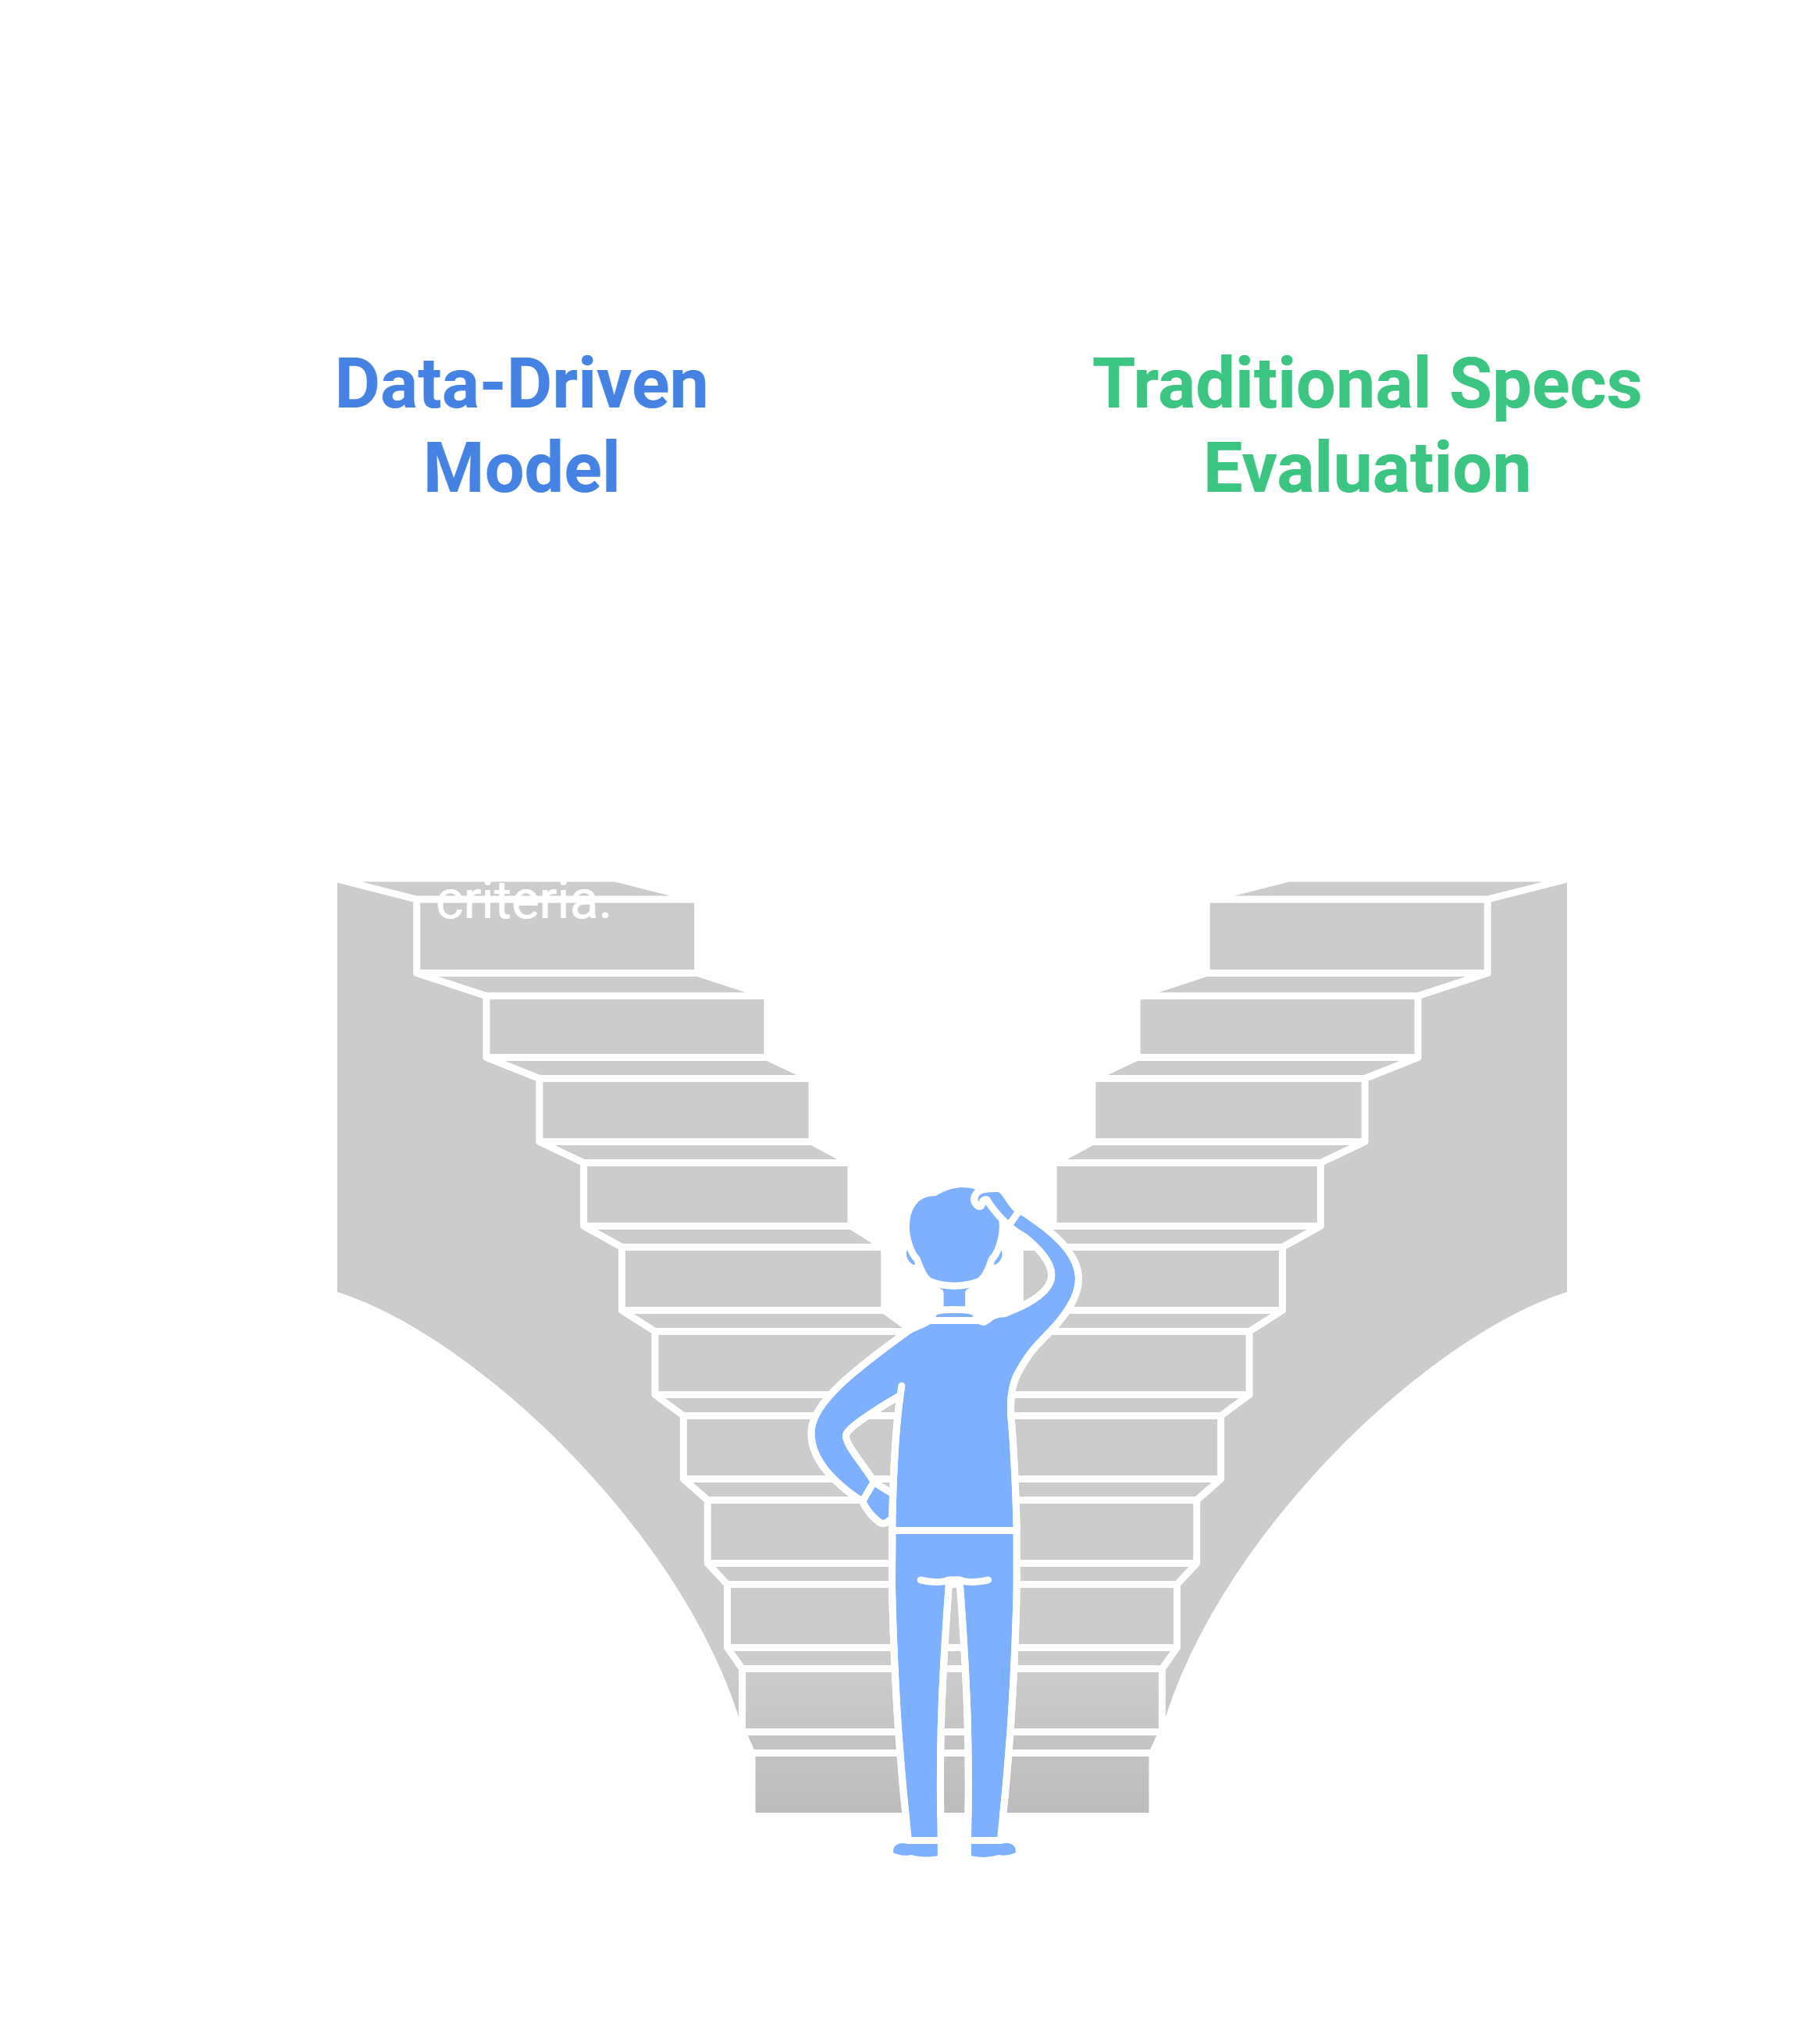 Data-Driven
Model
Traditional Specs
Evaluation
criteria.